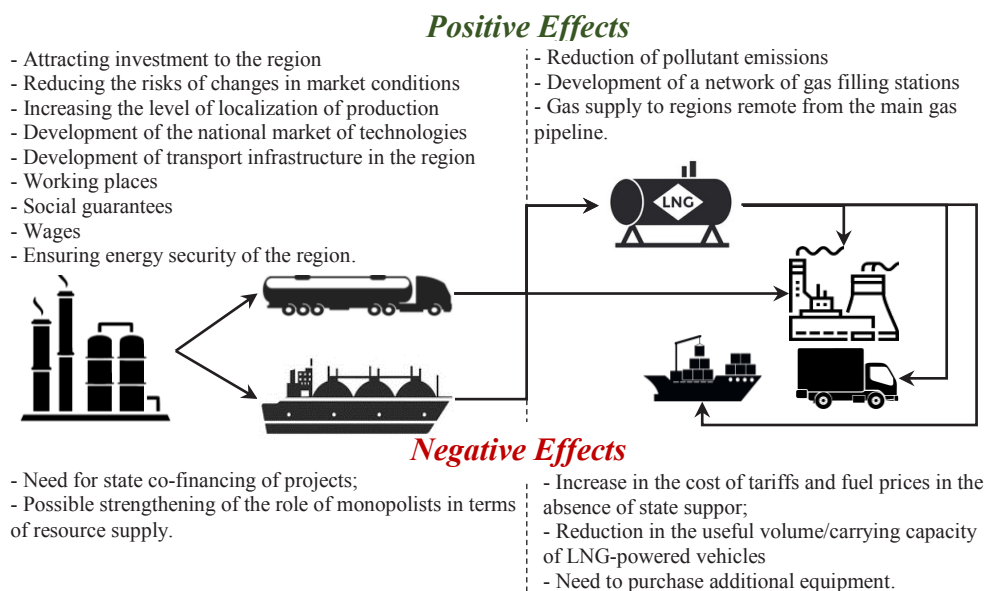 Positive Effects
- Attracting investment to the region
- Reducing the risks of changes in market conditions
- Increasing the level of localization of production
- Development of the national market of technologies
- Development of transport infrastructure in the region
- Working places
- Social guarantees
- Wages
- Ensuring energy security of the region.
- Reduction of pollutant emissions
- Development of a network of gas filling stations
- Gas supply to regions remote from the main gas
pipeline.
LNG
Negative Effects
- Need for state co-financing of projects;
- Possible strengthening of the role of monopolists in terms
of resource supply.
- Increase in the cost of tariffs and fuel prices in the
absence of state suppor;
- Reduction in the useful volume/carrying capacity
of LNG-powered vehicles
- Need to purchase additional equipment.